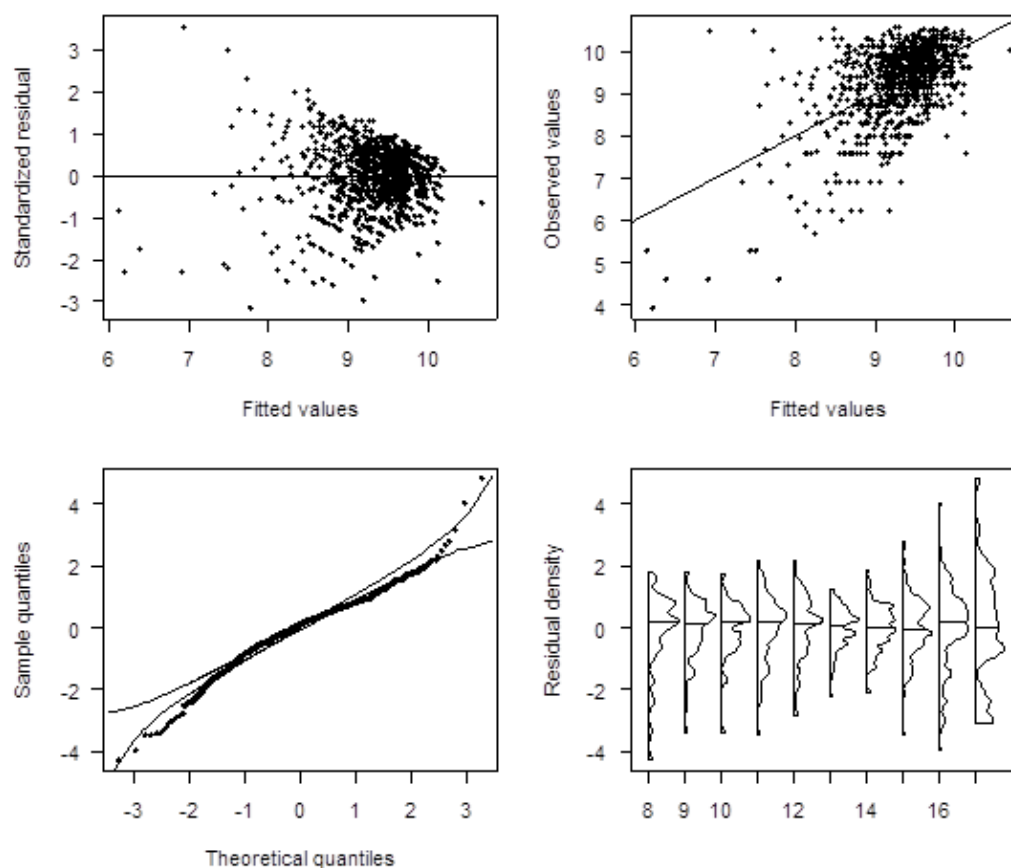 Standardized residual
3
2
1
0
-1
-2
-3
6 7 8 9 10
Fitted values
Observed values
10
9
8
7
6
5
4
6 7 8 9 10
Fitted values
Sample quantiles
4
2
0
-2
-4
-3 -2 -1 0 1 2 3
Theoretical quantiles
Residual density
4
2
0
-2
-4
8 9 10 12 14 16